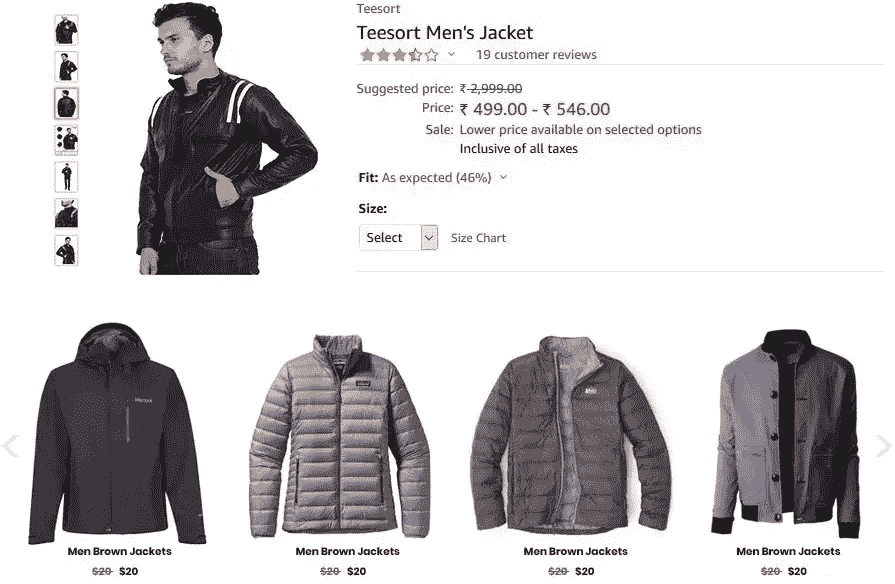 Teesort
Teesort Men's Jacket
19 customer reviews
Suggested price: ₹ 2,999.00
Price: ₹ 499.00 - ₹ 546.00
Sale: Lower price available on selected options
Inclusive of all taxes
Fit: As expected (46%)
Size:
Select
Size Chart
Marmot
Men Brown Jackets
$20 $20
Men Brown Jackets
$20 $20
Men Brown Jackets
$20 $20
Men Brown Jackets
$20 $20